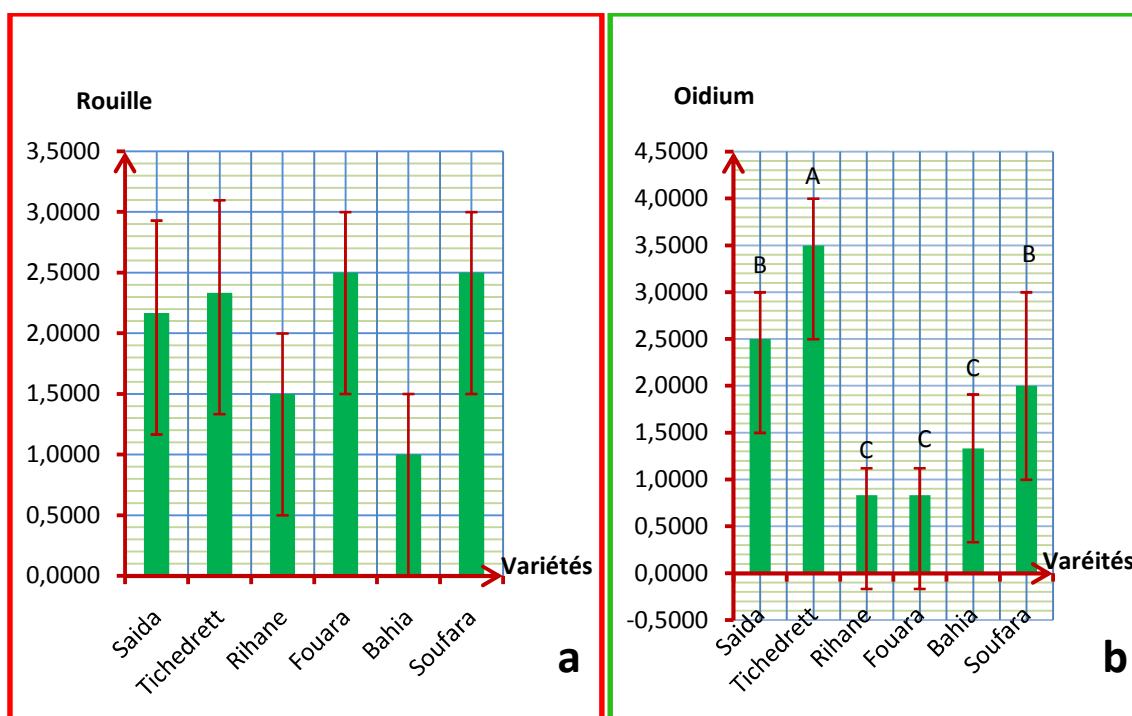 Rouille
3,5000
3,0000
2,5000
2,0000
1,5000
1,0000
0,5000
0,0000
Variétés
Saida
Tichedrett
Rihane
Fouara
Bahia
Soufara
a
Oidium
4,5000
4,0000
3,5000
3,0000
2,5000
2,0000
1,5000
1,0000
0,5000
0,0000
-0,5000
B
A
C
C
C
B
Varéités
Saida
Tichedrett
Rihane
Fouara
Bahia
Soufara
b